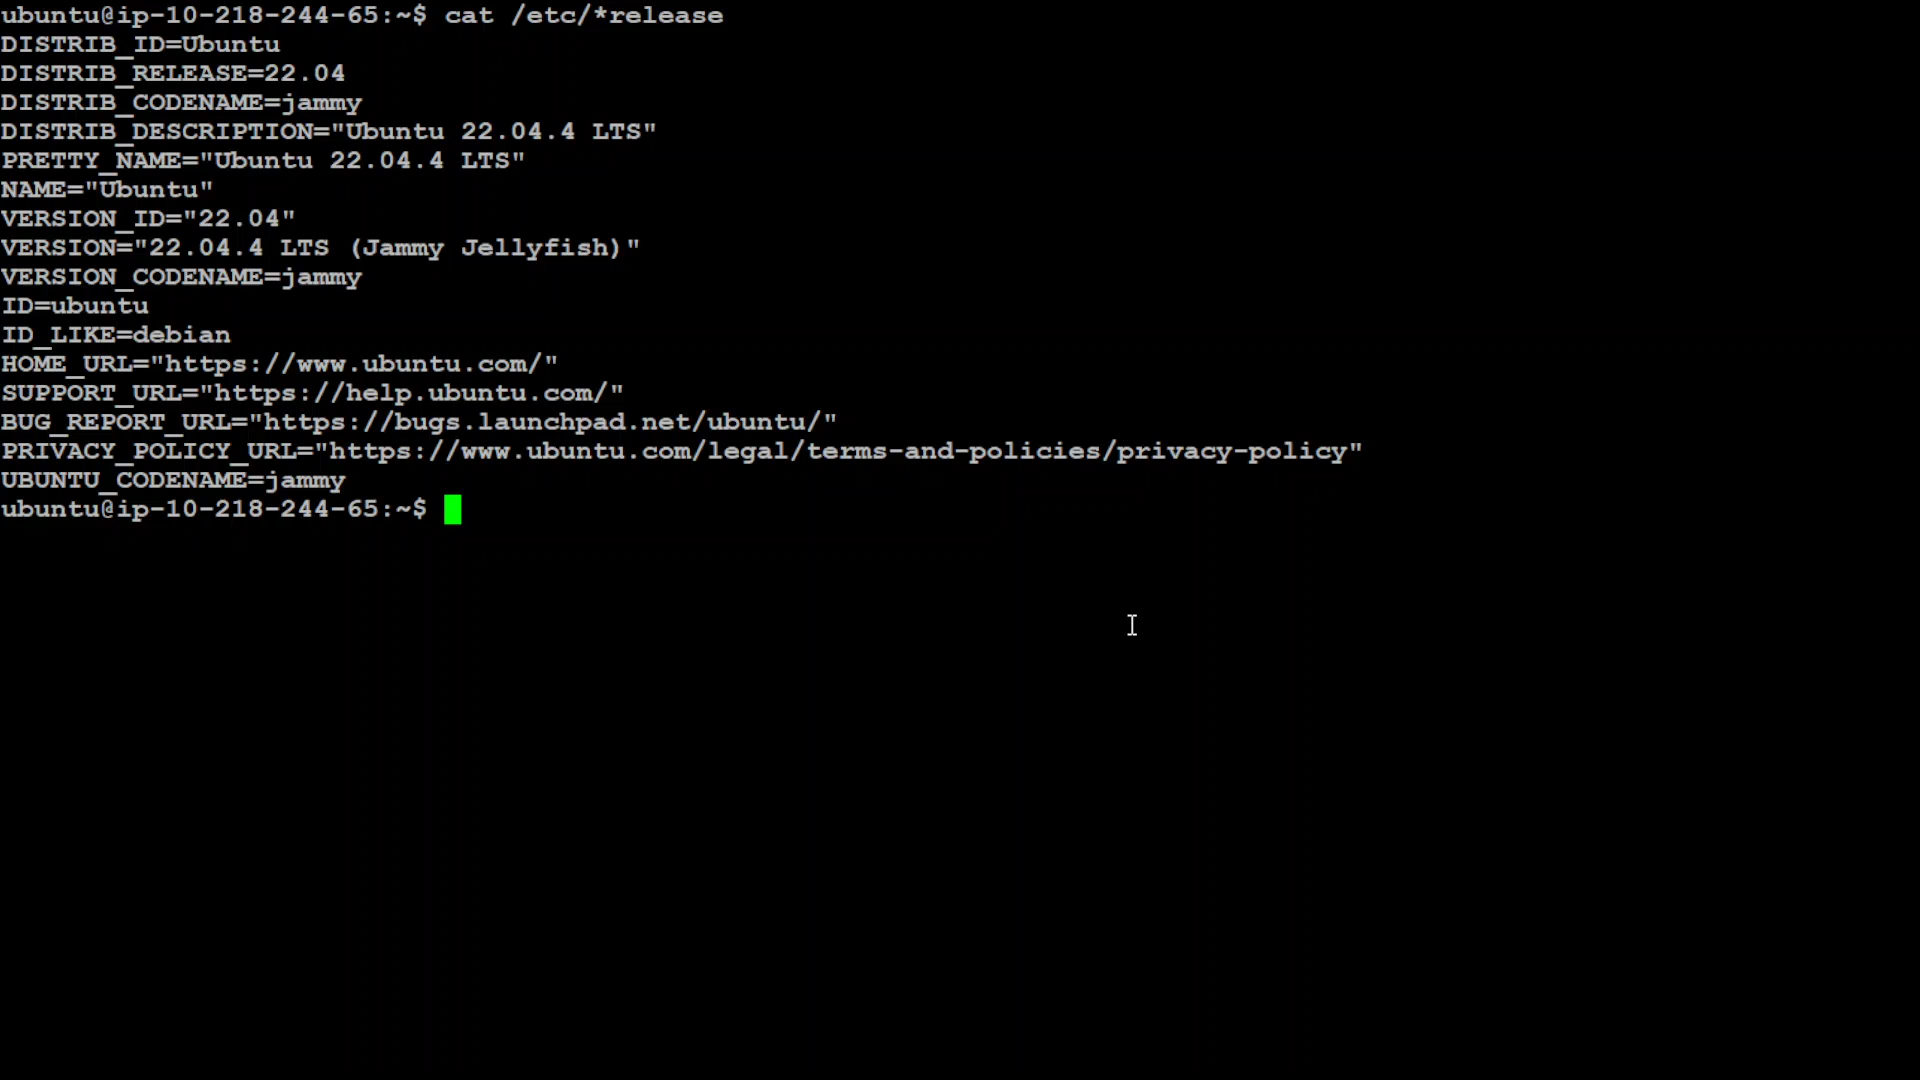 ubuntu@ip-10-218-244-65:~$ cat /etc/*release
DISTRIB_ID=Ubuntu
DISTRIB_RELEASE=22.04
DISTRIB_CODENAME=jammy
DISTRIB_DESCRIPTION="Ubuntu 22.04.4 LTS"
PRETTY_NAME="Ubuntu 22.04.4 LTS"
NAME="Ubuntu"
VERSION_ID="22.04"
VERSION="22.04.4 LTS (Jammy Jellyfish)"
VERSION_CODENAME=jammy
ID=ubuntu
ID_LIKE=debian
HOME_URL="https://www.ubuntu.com/"
SUPPORT_URL="https://help.ubuntu.com/"
BUG_REPORT_URL="https://bugs.launchpad.net/ubuntu/"
PRIVACY_POLICY_URL="https://www.ubuntu.com/legal/terms-and-policies/privacy-policy"
UBUNTU_CODENAME=jammy
ubuntu@ip-10-218-244-65:~$